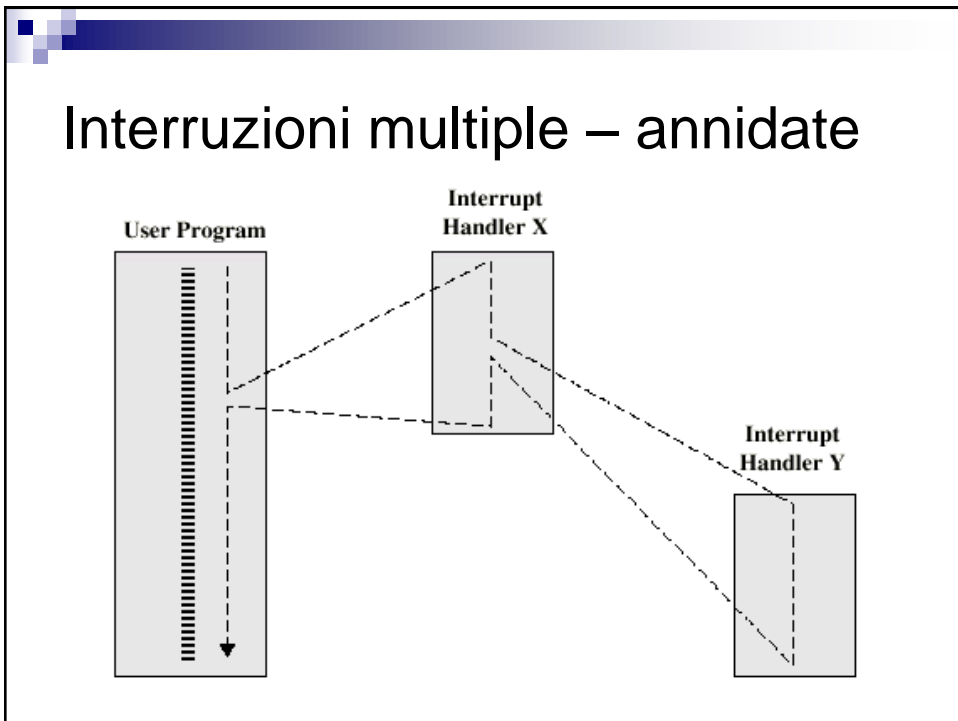 Interruzioni multiple – annidate
User Program
Interrupt
Handler X
Interrupt
Handler Y